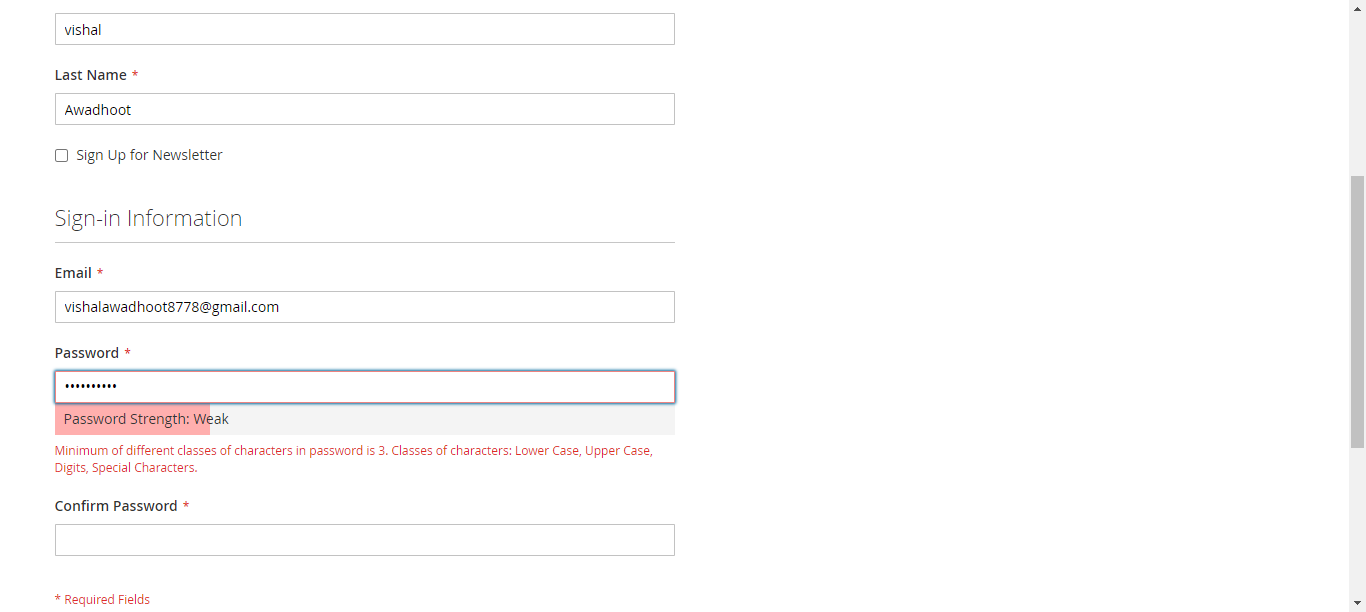 vishal
Last Name *
Awadhoot
Sign Up for Newsletter
Sign-in Information
Email *
vishalawadhoot8778@gmail.com
Password *
••••••••••
Password Strength: Weak
Minimum of different classes of characters in password is 3. Classes of characters: Lower Case, Upper Case,
Digits, Special Characters.
Confirm Password *
* Required Fields